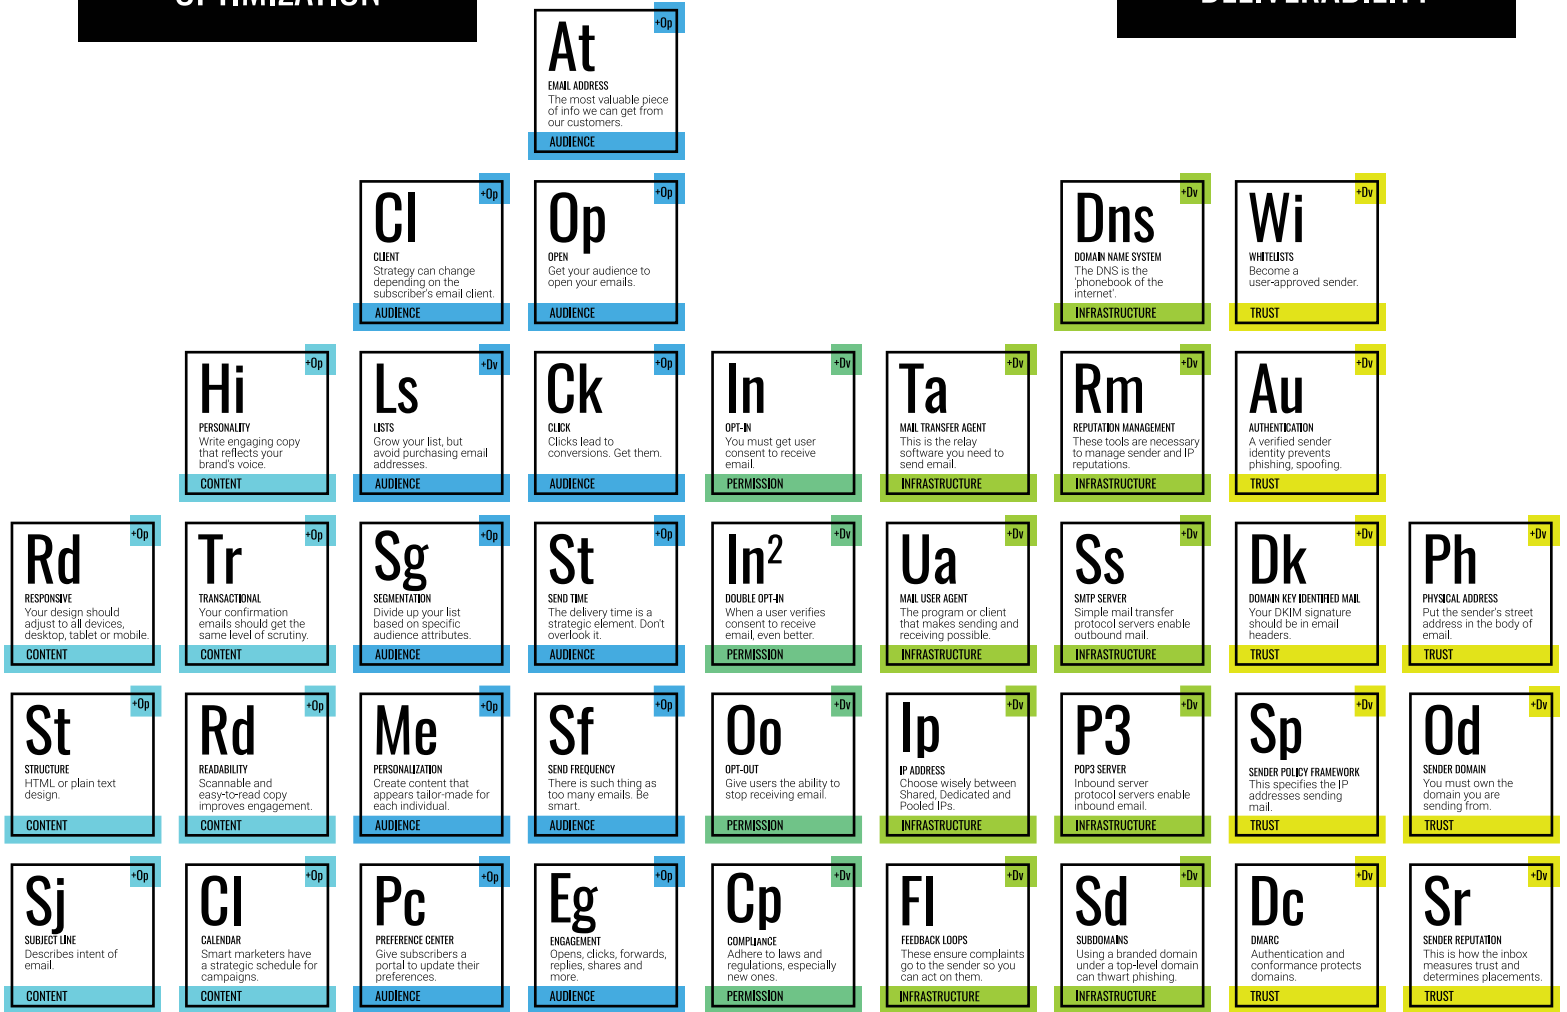 OPTIMIZATION
DELIVERABILITY
+Op
At
EMAIL ADDRESS
The most valuable piece
of info we can get from
our customers.
AUDIENCE
+Op
Cl
CLIENT
Strategy can change
depending on the
subscriber's email client.
AUDIENCE
+Op
Op
OPEN
Get your audience to
open your emails.
AUDIENCE
+Dv
Dns
DOMAIN NAME SYSTEM
The DNS is the
'phonebook of the
internet'.
INFRASTRUCTURE
+Dv
Wi
WHITELISTS
Become a
user-approved sender.
TRUST
+Op
Hi
PERSONALITY
Write engaging copy
that reflects your
brand's voice.
CONTENT
+Dv
Ls
LISTS
Grow your list, but
avoid purchasing email
addresses.
AUDIENCE
+Op
Ck
CLICK
Clicks lead to
conversions. Get them.
AUDIENCE
+Dv
In
OPT-IN
You must get user
consent to receive
email.
PERMISSION
+Dv
Ta
MAIL TRANSFER AGENT
This is the relay
software you need to
send email.
INFRASTRUCTURE
+Dv
Rm
REPUTATION MANAGEMENT
These tools are necessary
to manage sender and IP
reputations.
INFRASTRUCTURE
+Dv
Au
AUTHENTICATION
A verified sender
identity prevents
phishing, spoofing.
TRUST
+Op
Rd
RESPONSIVE
Your design should
adjust to all devices,
desktop, tablet or mobile.
CONTENT
+Op
Tr
TRANSACTIONAL
Your confirmation
emails should get the
same level of scrutiny.
CONTENT
+Op
Sg
SEGMENTATION
Divide up your list
based on specific
audience attributes.
AUDIENCE
+Op
St
SEND TIME
The delivery time is a
strategic element. Don't
overlook it.
AUDIENCE
+Dv
In²
DOUBLE OPT-IN
When a user verifies
consent to receive
email, even better.
PERMISSION
+Dv
Ua
MAIL USER AGENT
The program or client
that makes sending and
receiving possible.
INFRASTRUCTURE
+Dv
Ss
SMTP SERVER
Simple mail transfer
protocol servers enable
outbound mail.
INFRASTRUCTURE
+Dv
Dk
DOMAIN KEY IDENTIFIED MAIL
Your DKIM signature
should be in email
headers.
TRUST
+Dv
Ph
PHYSICAL ADDRESS
Put the sender's street
address in the body of
email.
TRUST
+Op
St
STRUCTURE
HTML or plain text
design.
CONTENT
+Op
Rd
READABILITY
Scannable and
easy-to-read copy
improves engagement.
CONTENT
+Op
Me
PERSONALIZATION
Create content that
appears tailor-made for
each individual.
AUDIENCE
+Op
Sf
SEND FREQUENCY
There is such thing as
too many emails. Be
smart.
AUDIENCE
+Dv
Oo
OPT-OUT
Give users the ability to
stop receiving email.
PERMISSION
+Dv
Ip
IP ADDRESS
Choose wisely between
Shared, Dedicated and
Pooled IPs.
INFRASTRUCTURE
+Dv
P3
POP3 SERVER
Inbound server
protocol servers enable
inbound email.
INFRASTRUCTURE
+Dv
Sp
SENDER POLICY FRAMEWORK
This specifies the IP
addresses sending
mail.
TRUST
+Dv
Od
SENDER DOMAIN
You must own the
domain you are
sending from.
TRUST
+Op
Sj
SUBJECT LINE
Describes intent of
email.
CONTENT
+Op
Cl
CALENDAR
Smart marketers have
a strategic schedule for
campaigns.
CONTENT
+Op
Pc
PREFERENCE CENTER
Give subscribers a
portal to update their
preferences.
AUDIENCE
+Op
Eg
ENGAGEMENT
Opens, clicks, forwards,
replies, shares and
more.
AUDIENCE
+Dv
Cp
COMPLIANCE
Adhere to laws and
regulations, especially
new ones.
PERMISSION
+Dv
Fl
FEEDBACK LOOPS
These ensure complaints
go to the sender so you
can act on them.
INFRASTRUCTURE
+Dv
Sd
SUBDOMAINS
Using a branded domain
under a top-level domain
can thwart phishing.
INFRASTRUCTURE
+Dv
Dc
DMARC
Authentication and
conformance protects
domains.
TRUST
+Dv
Sr
SENDER REPUTATION
This is how the inbox
measures trust and
determines placements.
TRUST